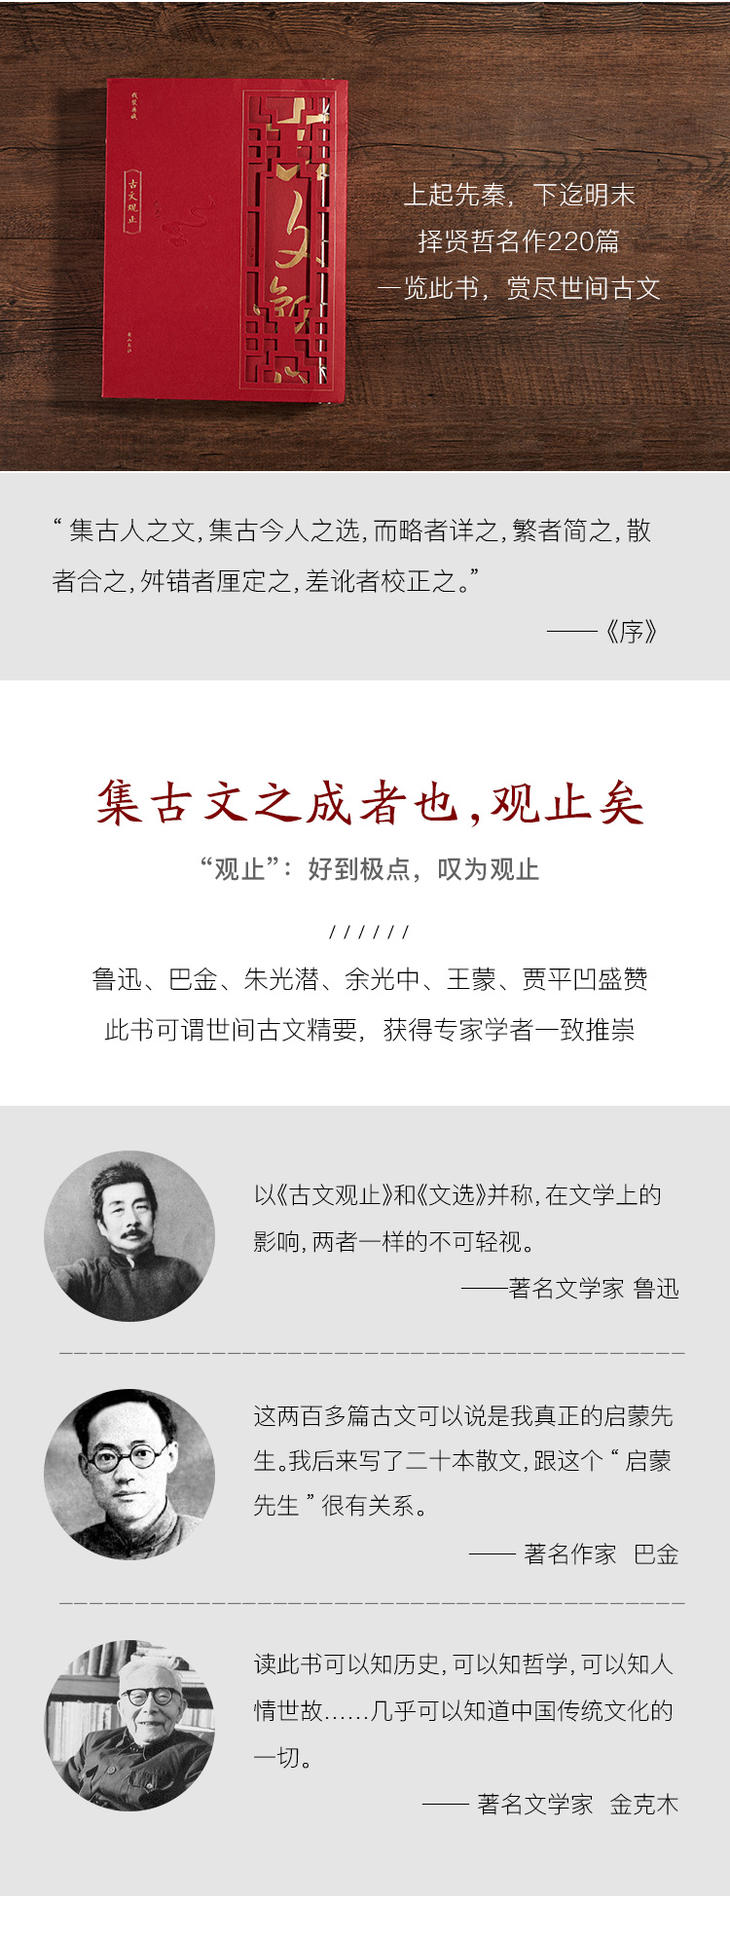 线装典藏
古文观止
上起先秦，下迄明末
择贤哲名作220篇
一览此书，赏尽世间古文
“集古人之文,集古今人之选,而略者详之,繁者简之,散
者合之,舛错者厘定之,差讹者校正之。”
——《序》
集古文之成者也,观止矣
“观止”：好到极点，叹为观止
//////
鲁迅、巴金、朱光潜、余光中、王蒙、贾平凹盛赞
此书可谓世间古文精要，获得专家学者一致推崇
以《古文观止》和《文选》并称,在文学上的
影响,两者一样的不可轻视。
——著名文学家 鲁迅
这两百多篇古文可以说是我真正的启蒙先
生。我后来写了二十本散文,跟这个“启蒙
先生”很有关系。
—— 著名作家 巴金
读此书可以知历史,可以知哲学,可以知人
情世故……几乎可以知道中国传统文化的
一切。
—— 著名文学家 金克木